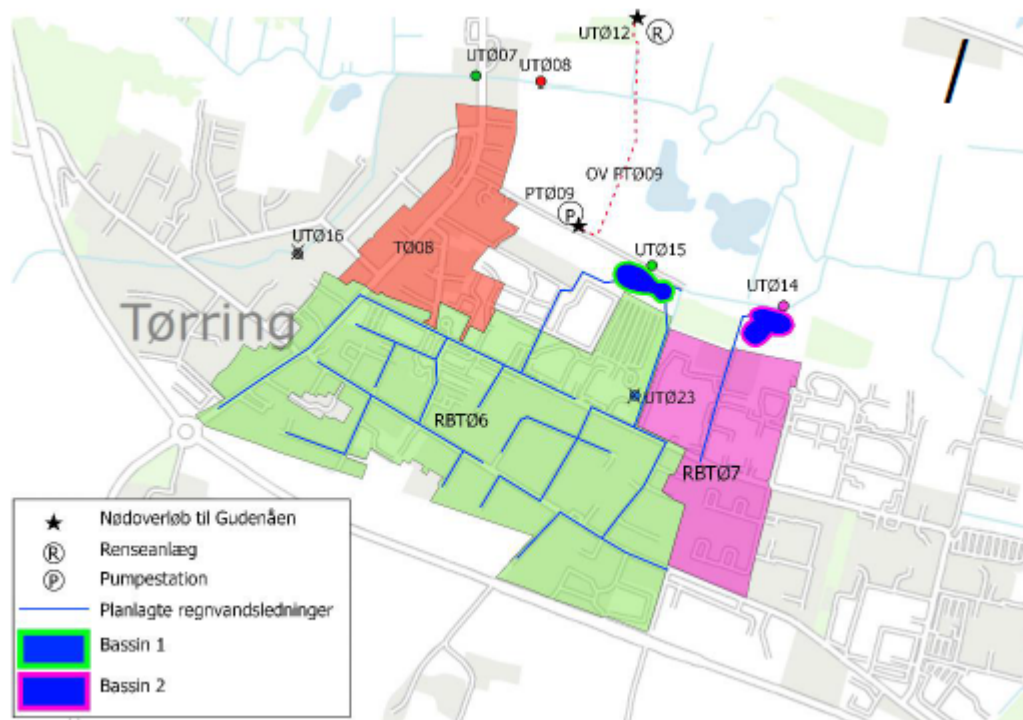 UTØ12
R
UTØ07
UTØ08
OV PTØ09
PTØ09
P
UTØ16
UTØ15
TØ08
UTØ14
Tørring
UTØ23
RBTØ6
RBTØ7
Nødoverløb til Gudenåen
R
Renseanlæg
P
Pumpestation
Planlagte regnvandsledninger
Bassin 1
Bassin 2